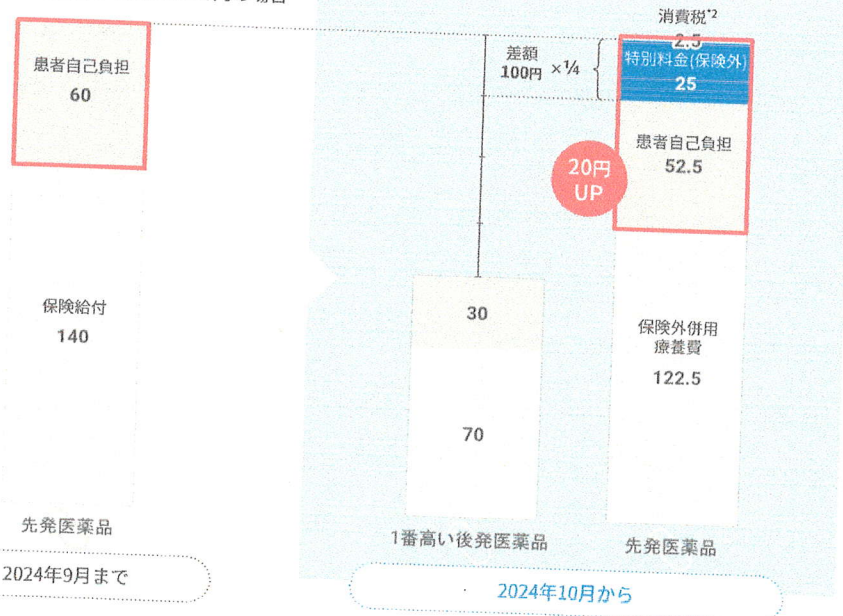 消費税*2
2.5
特別料金(保険外)
25
差額
100円 ×1/4
患者自己負担
60
患者自己負担
52.5
20円
UP
保険給付
140
30
70
保険外併用
療養費
122.5
先発医薬品
1番高い後発医薬品
先発医薬品
2024年9月まで
2024年10月から